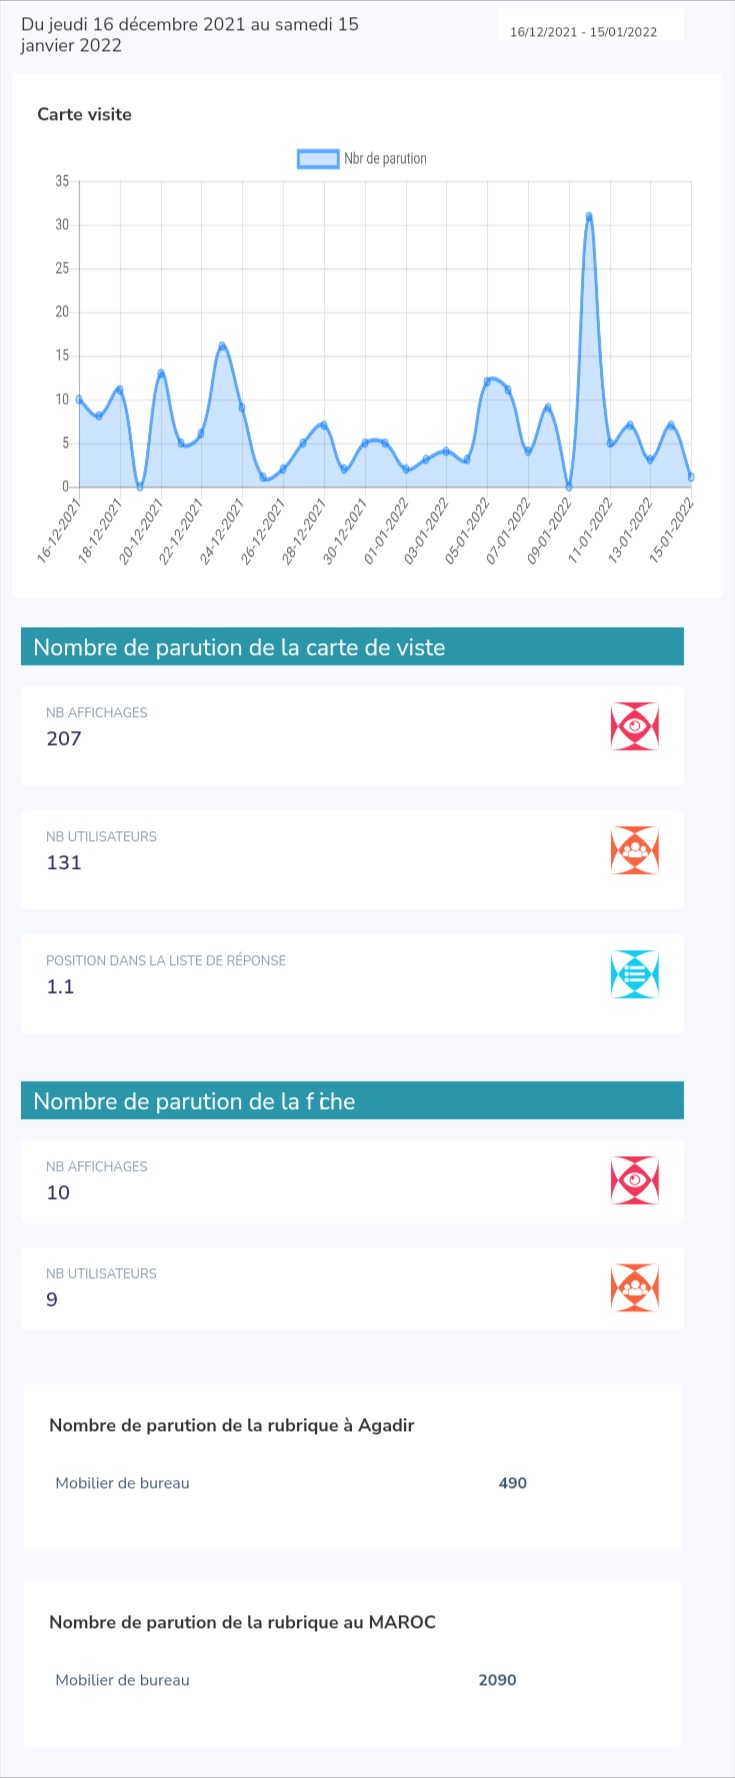 Du jeudi 16 décembre 2021 au samedi 15
janvier 2022
16/12/2021 - 15/01/2022
Carte visite
Nbr de parution
35
30
25
20
15
10
5
0
16-12-2021
18-12-2021
20-12-2021
22-12-2021
24-12-2021
26-12-2021
28-12-2021
30-12-2021
01-01-2022
03-01-2022
05-01-2022
07-01-2022
09-01-2022
11-01-2022
13-01-2022
15-01-2022
Nombre de parution de la carte de viste
NB AFFICHAGES
207
NB UTILISATEURS
131
POSITION DANS LA LISTE DE RÉPONSE
1.1
Nombre de parution de la fiche
NB AFFICHAGES
10
NB UTILISATEURS
9
Nombre de parution de la rubrique à Agadir
Mobilier de bureau 490
Nombre de parution de la rubrique au MAROC
Mobilier de bureau 2090